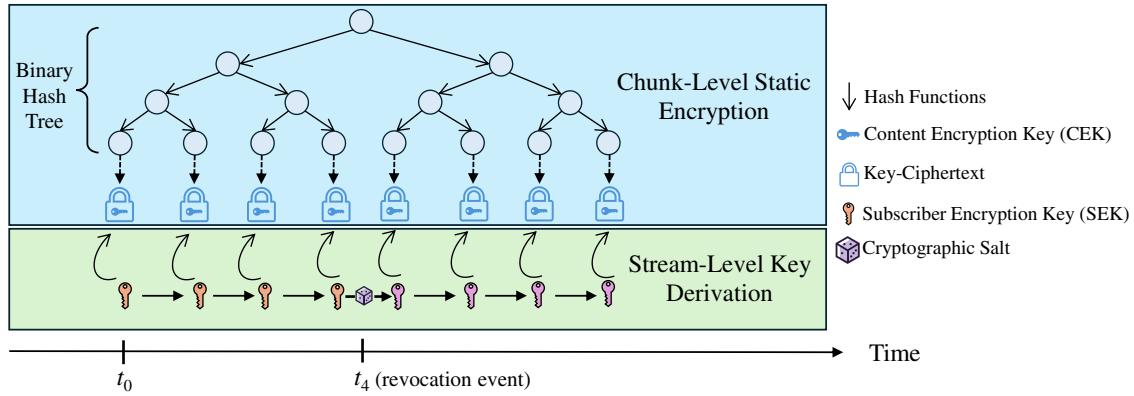 Binary
Hash
Tree
Chunk-Level Static
Encryption
Stream-Level Key
Derivation
Hash Functions
Content Encryption Key (CEK)
Key-Ciphertext
Subscriber Encryption Key (SEK)
Cryptographic Salt
Time
t0
t4 (revocation event)